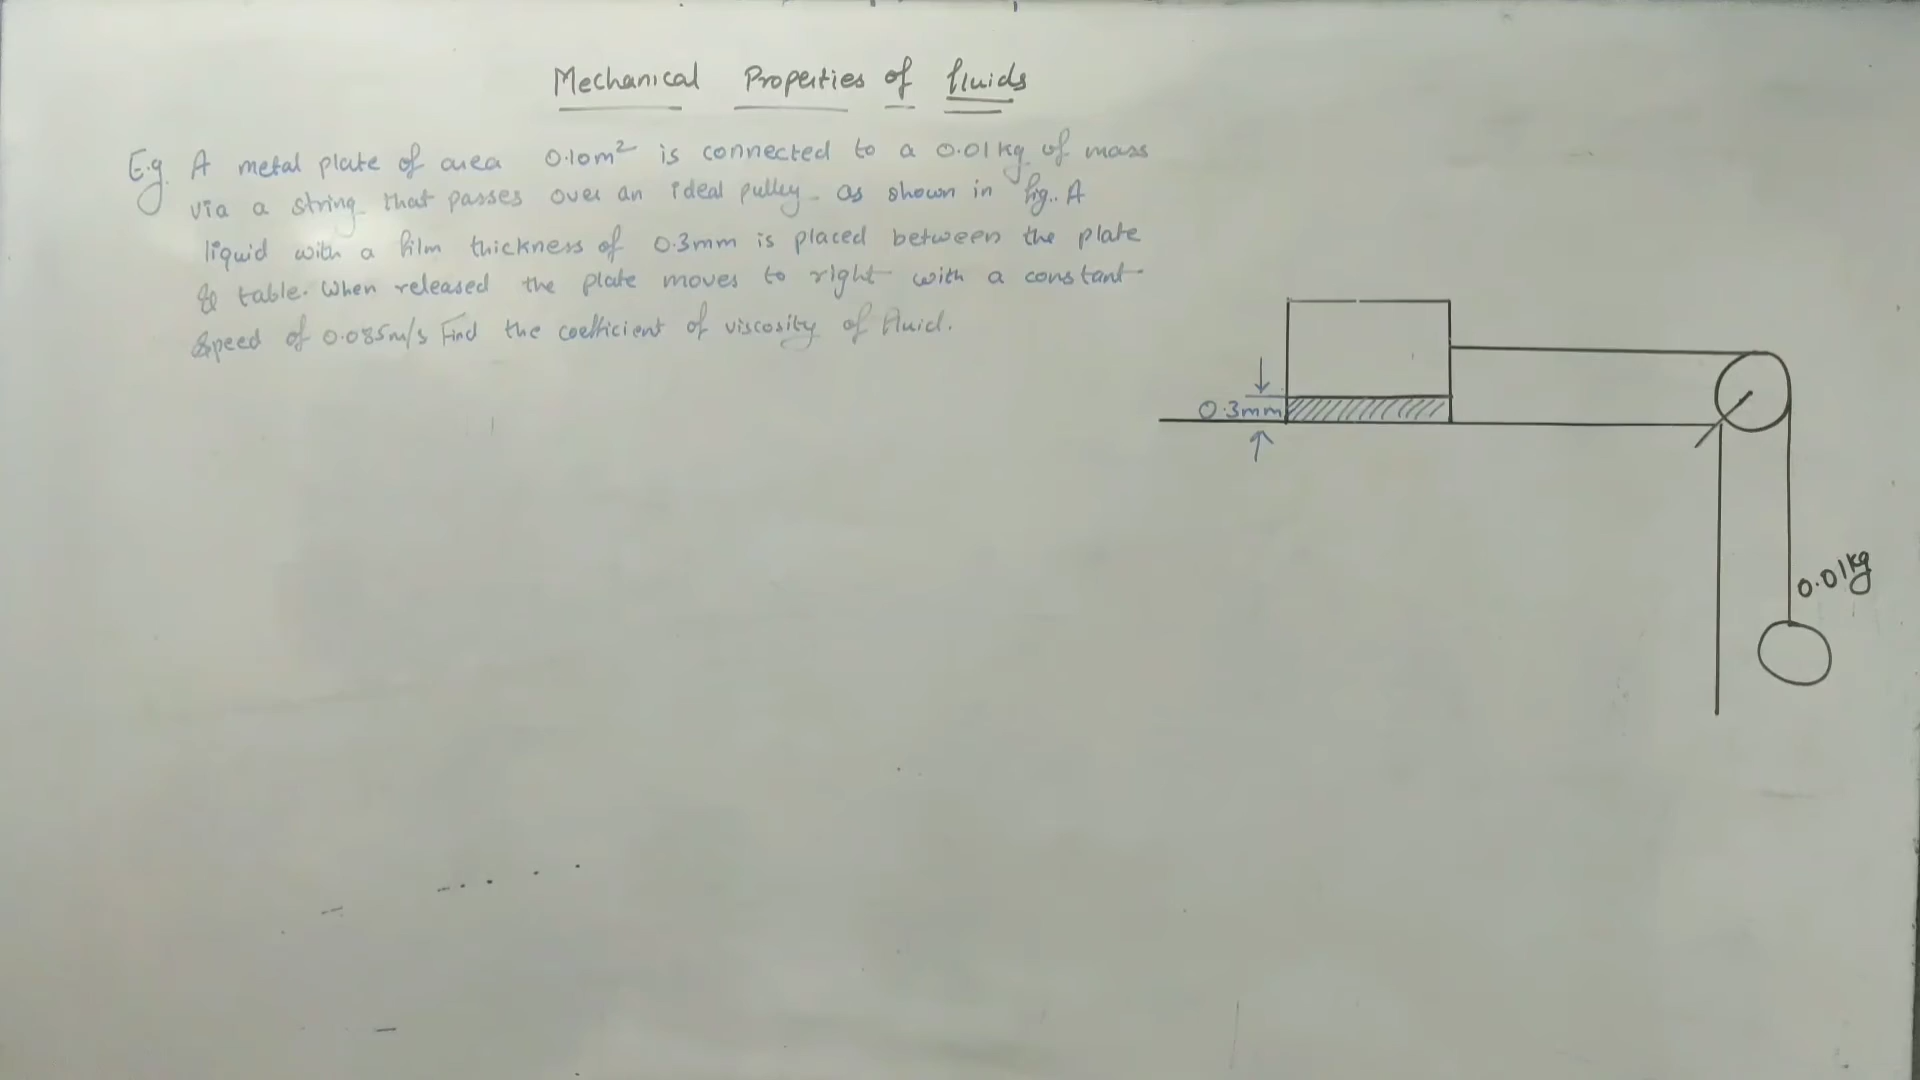 Mechanical Properties of fluids
E.g. A metal plate of area 0.10m² is connected to a 0.01kg of mass
via a string that passes over an ideal pulley as shown in fig.. A
liquid with a film thickness of 0.3mm is placed between the plate
& table. When released the plate moves to right with a constant
speed of 0.085m/s Find the coefficient of viscosity of fluid.
0.3mm
0.01kg